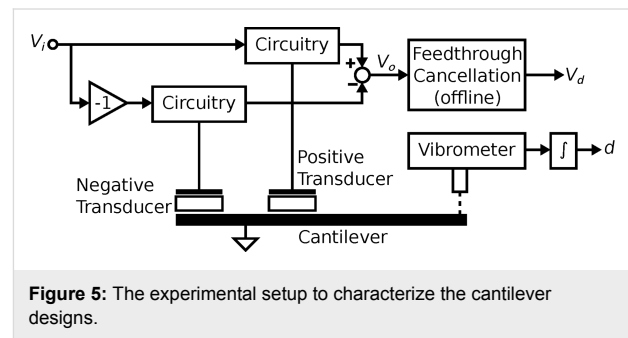 Vi
Circuitry
+
Vo
Feedthrough
Cancellation
(offline)
Vd
-1
Circuitry
−
Vibrometer
∫
d
Negative
Transducer
Positive
Transducer
Cantilever
Figure 5: The experimental setup to characterize the cantilever
designs.